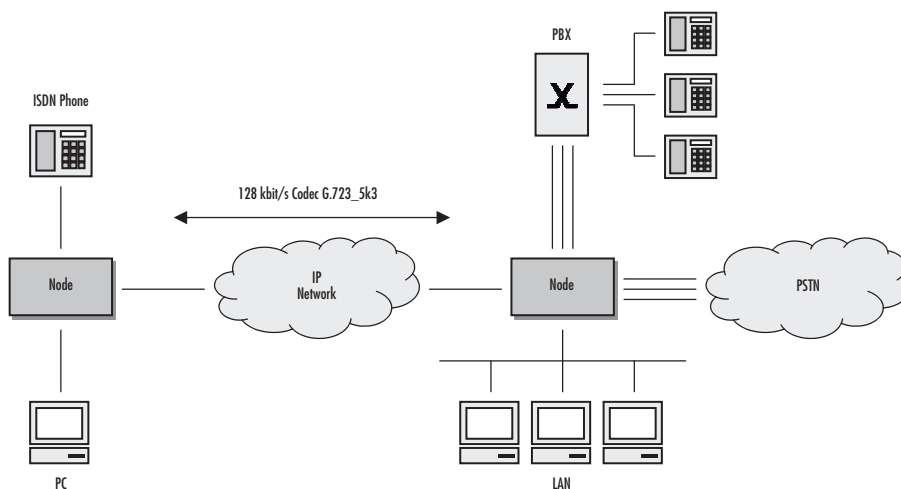 PBX
ISDN Phone
128 kbit/s Codec G.723_5k3
Node
IP
Network
Node
PSTN
PC
LAN